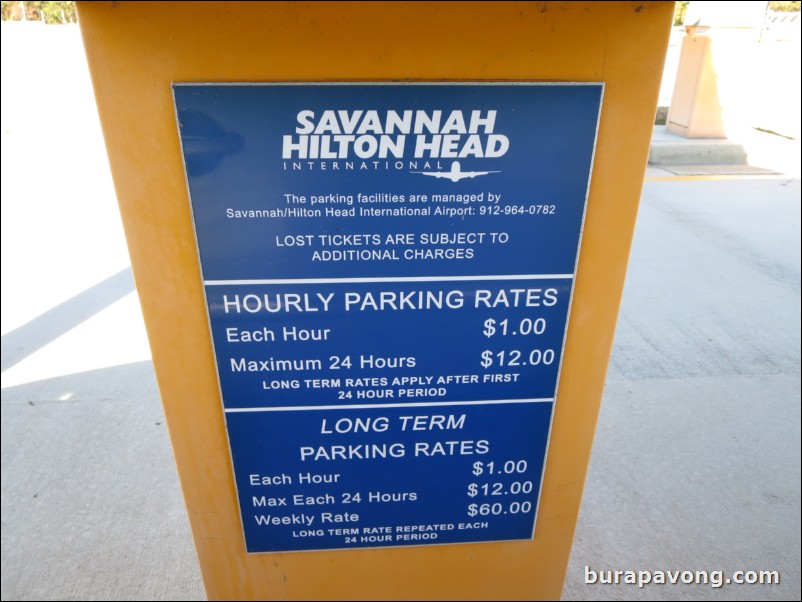 SAVANNAH
HILTON HEAD
INTERNATIONAL
The parking facilities are managed by
Savannah/Hilton Head International Airport: 912-964-0782
LOST TICKETS ARE SUBJECT TO
ADDITIONAL CHARGES
HOURLY PARKING RATES
Each Hour $1.00
Maximum 24 Hours $12.00
LONG TERM RATES APPLY AFTER FIRST
24 HOUR PERIOD
LONG TERM
PARKING RATES
Each Hour $1.00
Max Each 24 Hours $12.00
Weekly Rate $60.00
LONG TERM RATE REPEATED EACH
24 HOUR PERIOD
burapavong.com